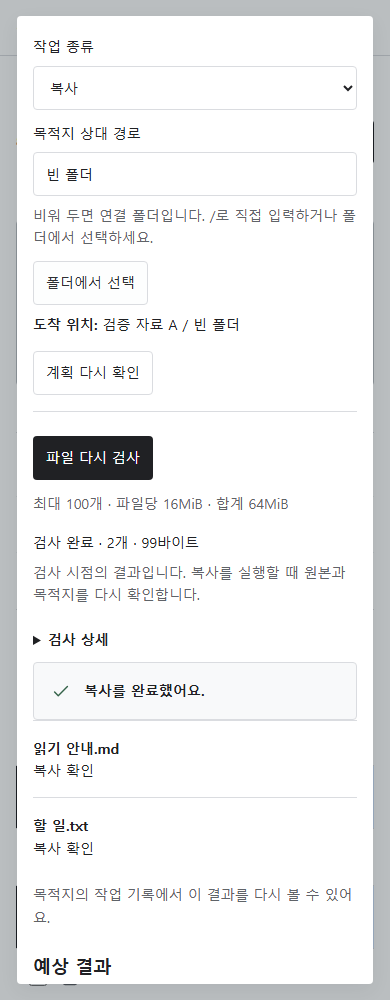 작업 종류
복사
목적지 상대 경로
빈 폴더
비워 두면 연결 폴더입니다. /로 직접 입력하거나 폴
더에서 선택하세요.
폴더에서 선택
도착 위치: 검증 자료 A / 빈 폴더
계획 다시 확인
파일 다시 검사
최대 100개 · 파일당 16MiB · 합계 64MiB
검사 완료 · 2개 · 99바이트
검사 시점의 결과입니다. 복사를 실행할 때 원본과
목적지를 다시 확인합니다.
검사 상세
복사를 완료했어요.
읽기 안내.md
복사 확인
할 일.txt
복사 확인
목적지의 작업 기록에서 이 결과를 다시 볼 수 있어
요.
예상 결과